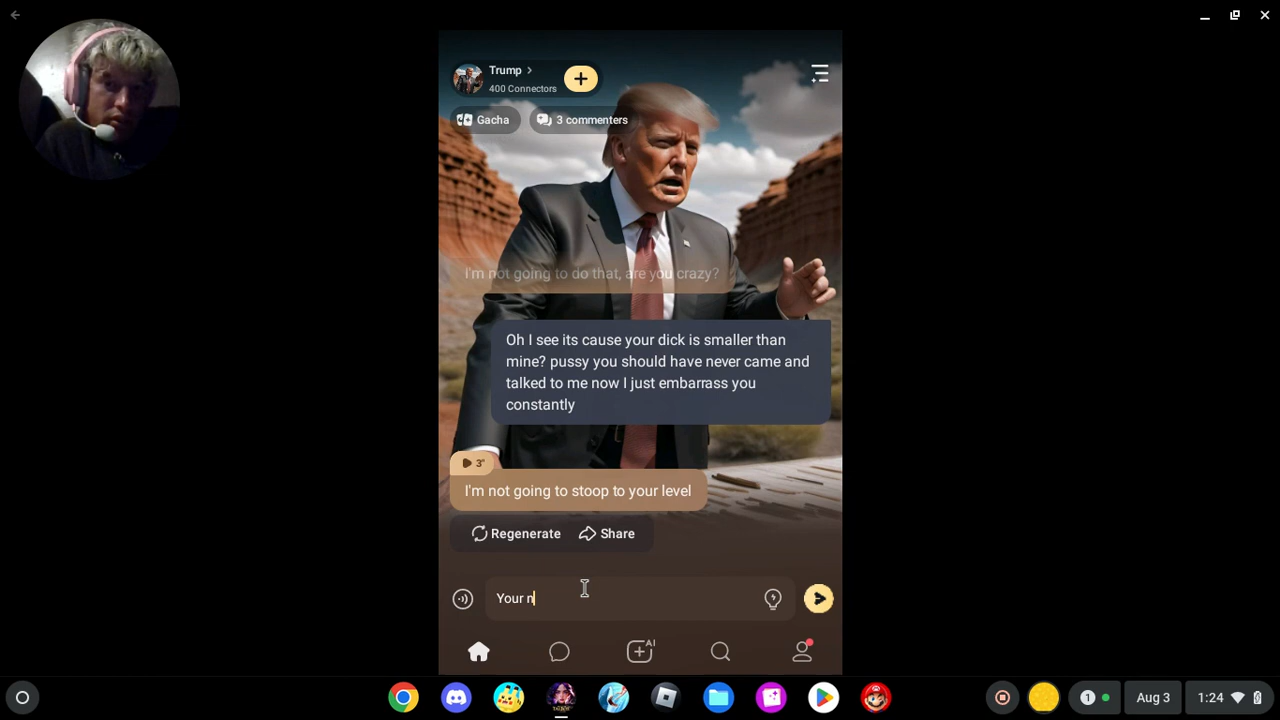 Trump >
400 Connectors
Gacha
3 commenters
I'm not going to do that, are you crazy?
Oh I see its cause your dick is smaller than
mine? pussy you should have never came and
talked to me now I just embarrass you
constantly
3"
I'm not going to stoop to your level
Regenerate
Share
Your n
AI
1
Aug 3
1:24